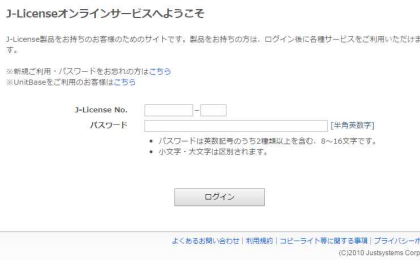 J-Licenseオンラインサービスへようこそ
J-License製品をお持ちのお客様のためのサイトです。製品をお持ちの方は、ログイン後に各種サービスをご利用いただけま
す。
※新規ご利用・パスワードをお忘れの方はこちら
※UnitBaseをご利用のお客様はこちら
J-License No. –
パスワード [半角英数字]
• パスワードは英数記号のうち2種類以上を含む、8～16文字です。
• 小文字・大文字は区別されます。
ログイン
よくあるお問い合わせ | 利用規約 | コピーライト等に関する事項 | プライバシーポ
(C)2010 Justsystems Corp